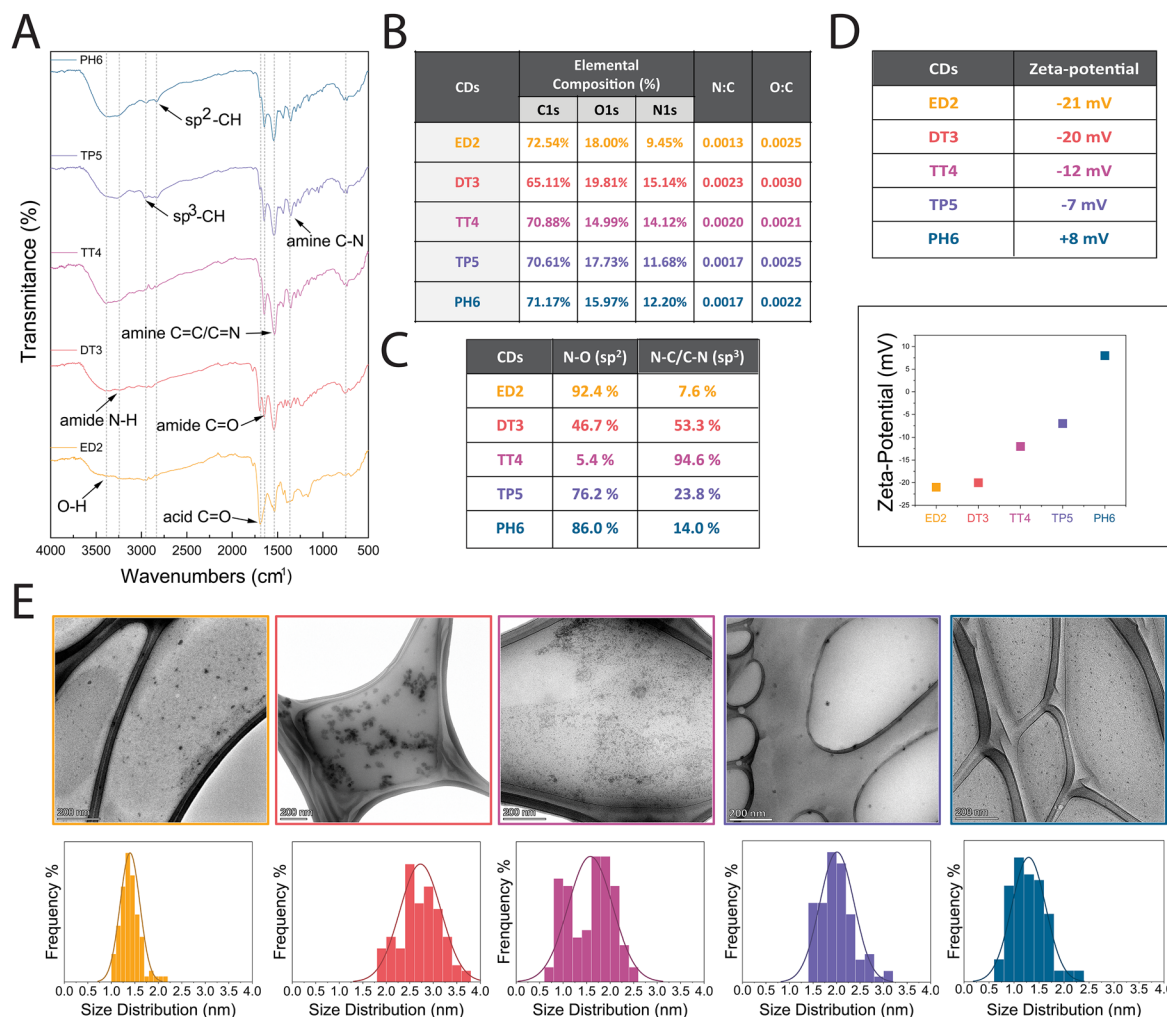 A
PH6
sp2-CH
TP5
sp3-CH
amine C-N
TT4
amine C=C/C=N
DT3
amide N-H
amide C=O
ED2
O-H
acid C=O
Transmitance (%)
4000 3500 3000 2500 2000 1500 1000 500
Wavenumbers (cm1)
B
CDs Elemental Composition (%) N:C O:C
C1s O1s N1s
ED2 72.54% 18.00% 9.45% 0.0013 0.0025
DT3 65.11% 19.81% 15.14% 0.0023 0.0030
TT4 70.88% 14.99% 14.12% 0.0020 0.0021
TP5 70.61% 17.73% 11.68% 0.0017 0.0025
PH6 71.17% 15.97% 12.20% 0.0017 0.0022
C
CDs N-O (sp2) N-C/C-N (sp3)
ED2 92.4 % 7.6 %
DT3 46.7 % 53.3 %
TT4 5.4 % 94.6 %
TP5 76.2 % 23.8 %
PH6 86.0 % 14.0 %
D
CDs Zeta-potential
ED2 -21 mV
DT3 -20 mV
TT4 -12 mV
TP5 -7 mV
PH6 +8 mV
Zeta-Potential (mV)
10
5
0
-5
-10
-15
-20
-25
ED2 DT3 TT4 TP5 PH6
E
200 nm
200 nm
200 nm
200 nm
200 nm
Frequency %
0.0 0.5 1.0 1.5 2.0 2.5 3.0 3.5 4.0
Size Distribution (nm)
Frequency %
0.0 0.5 1.0 1.5 2.0 2.5 3.0 3.5 4.0
Size Distribution (nm)
Frenquency %
0.0 0.5 1.0 1.5 2.0 2.5 3.0 3.5 4.0
Size Distribution (nm)
Frequency %
0.0 0.5 1.0 1.5 2.0 2.5 3.0 3.5 4.0
Size Distribution (nm)
Frequency %
0.0 0.5 1.0 1.5 2.0 2.5 3.0 3.5 4.0
Size Distribution (nm)